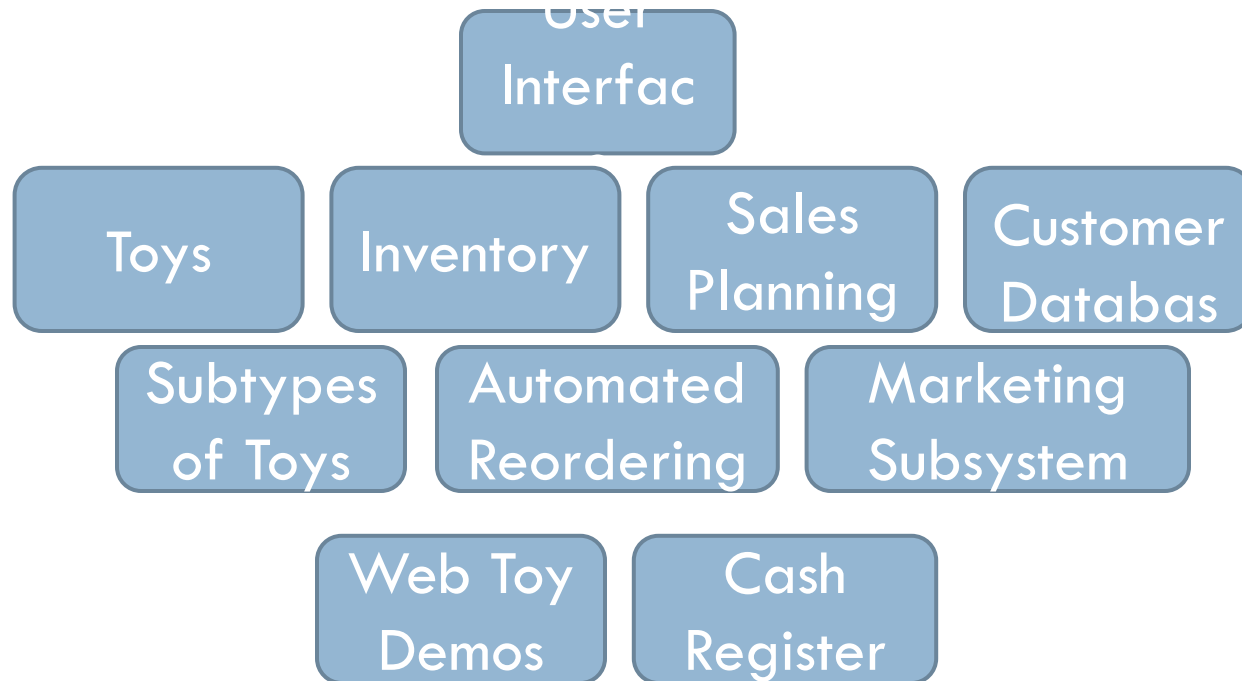 User
Interfac
Toys
Inventory
Sales
Planning
Customer
Databas
Subtypes
of Toys
Automated
Reordering
Marketing
Subsystem
Web Toy
Demos
Cash
Register